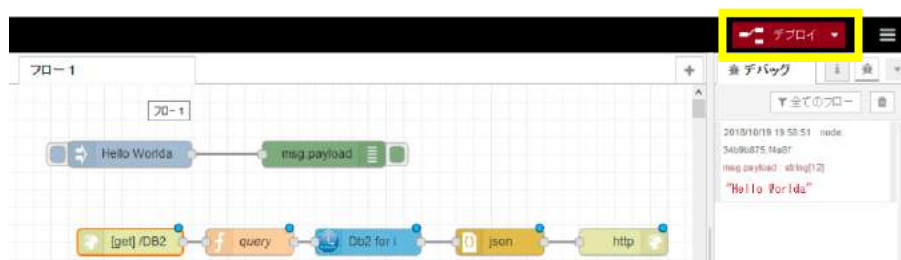 デプロイ
フロー 1
デバッグ
i
フロー 1
全てのフロー
Hello Worlda
msg.payload
2018/10/19 19:58:51 node:
msg.payload : string[12]
"Hello Worlda"
[get] /DB2
query
Db2 for i
json
http